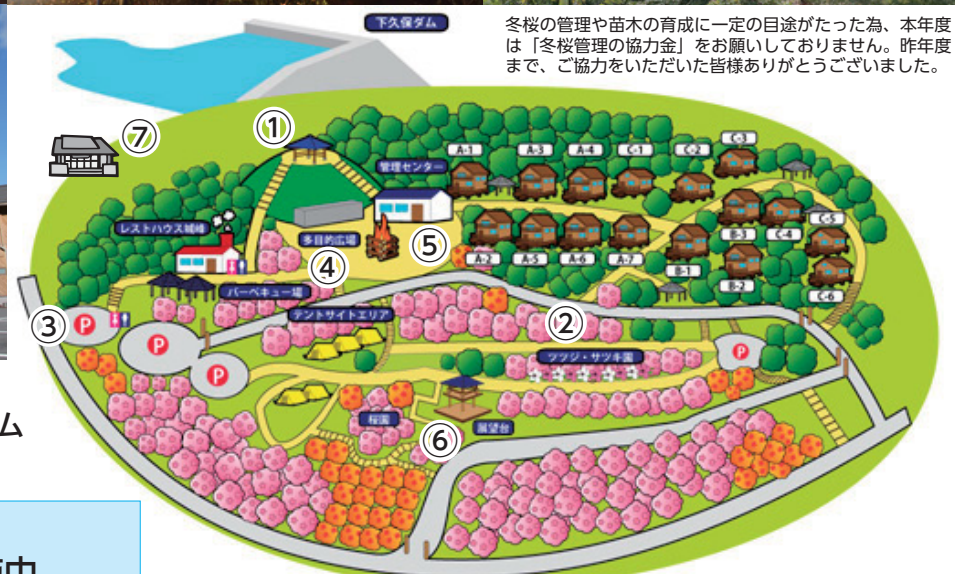 下久保ダム
冬桜の管理や苗木の育成に一定の目途がたった為、本年度
は「冬桜管理の協力金」をお願いしておりません。昨年度
まで、ご協力をいただいた皆様ありがとうございました。
⑦
①
管理センター
A-1
A-3
A-4
C-1
C-2
C-3
レストハウス城峰
多目的広場
⑤
A-2
A-5
A-6
A-7
B-1
B-3
C-4
C-5
B-2
C-6
④
バーベキュー場
③
P
P
P
テントサイトエリア
②
ツツジ・サツキ園
P
桜園
展望台
⑥
ム